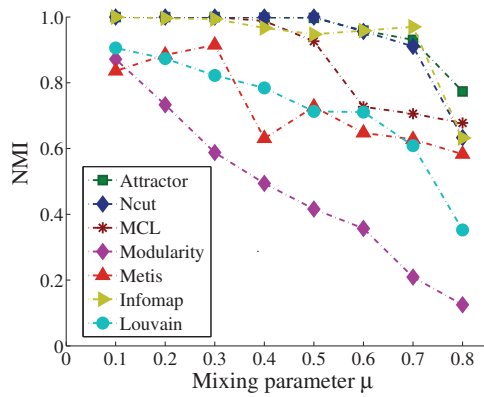 1.0
0.8
0.6
0.4
0.2
0
NMI
Attractor
Ncut
MCL
Modularity
Metis
Infomap
Louvain
0 0.1 0.2 0.3 0.4 0.5 0.6 0.7 0.8
Mixing parameter μ